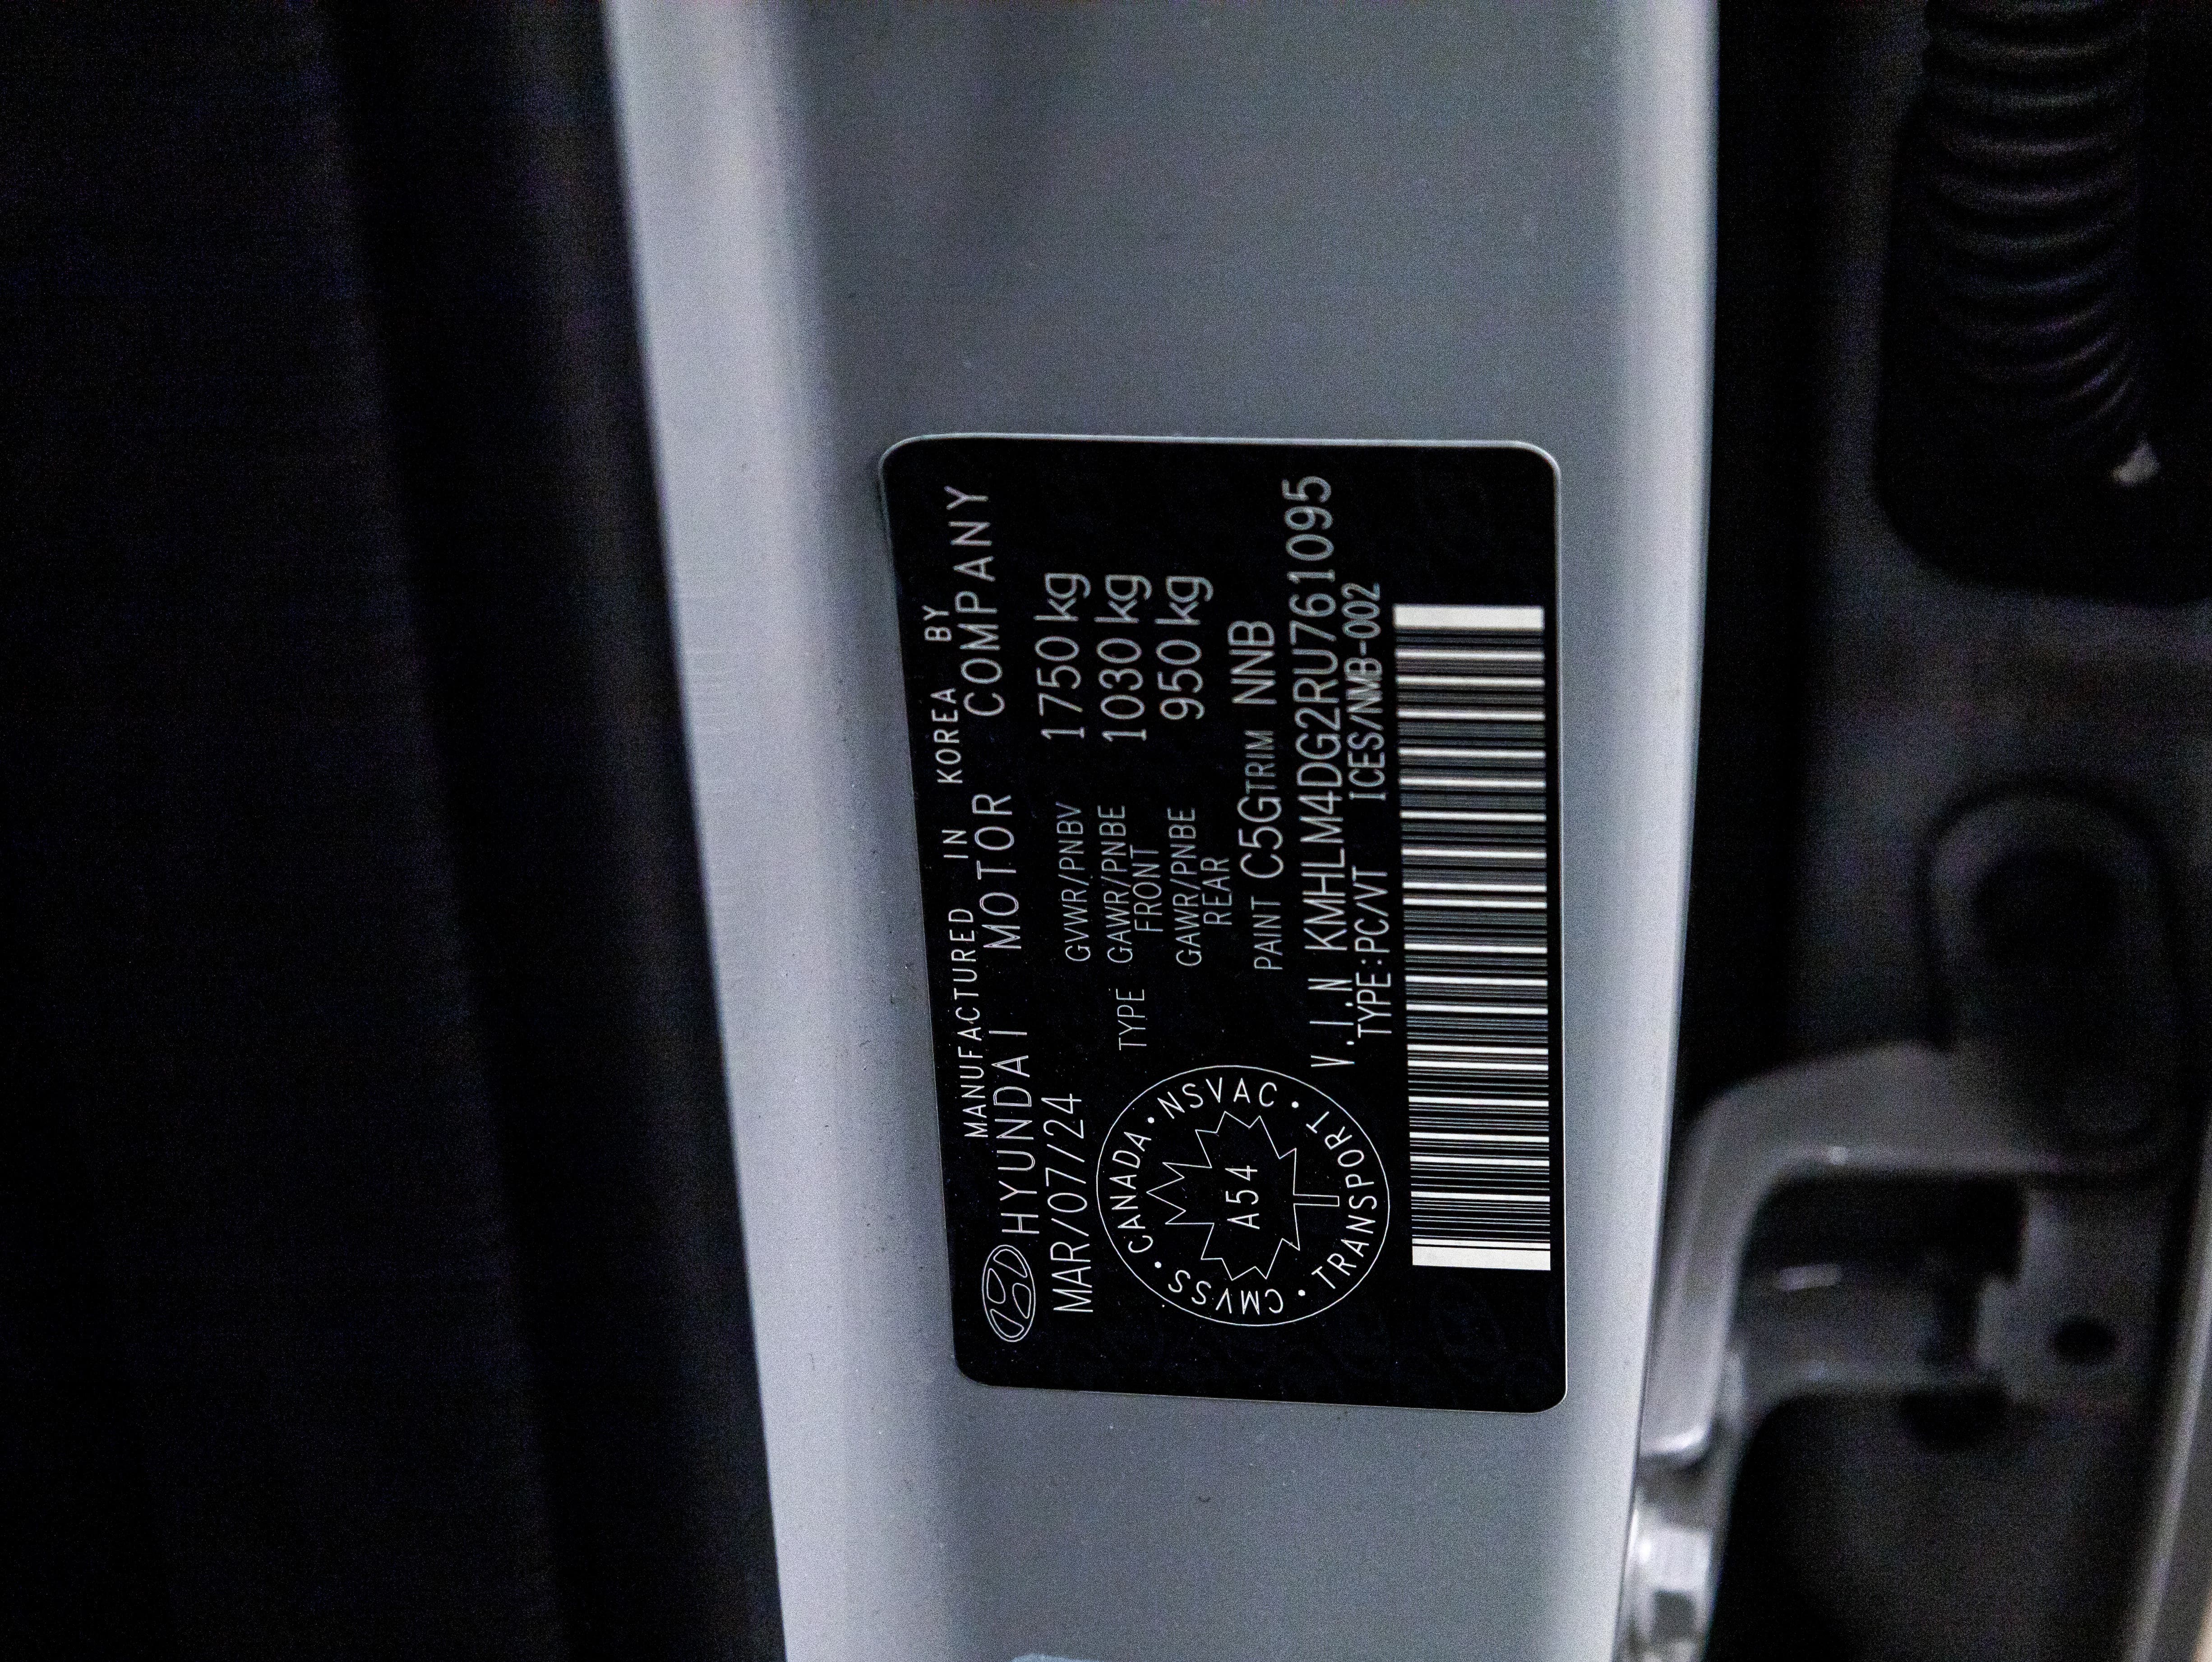 MANUFACTURED IN KOREA BY
HYUNDAI MOTOR COMPANY
MAR/07/24
GVWR/PNBV 1750 kg
TYPE GAWR/PNBE 1030 kg
FRONT
GAWR/PNBE 950 kg
REAR
PAINT C5G TRIM NNB
V.I.N KMHLM4DG2RU761095
TYPE:PC/VT ICES/NMB-002
CANADA • NSVAC • TRANSPORT • CMVSS •
A54